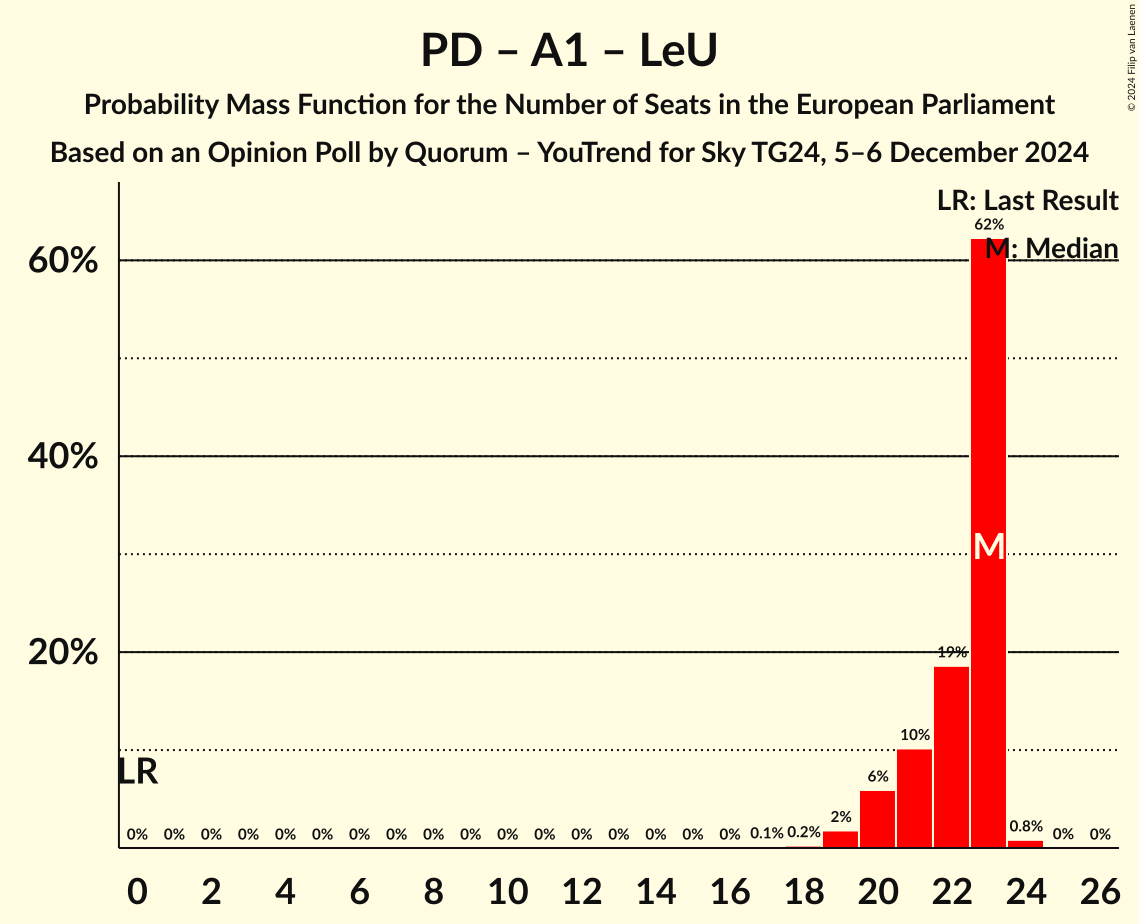 PD – A1 – LeU
Probability Mass Function for the Number of Seats in the European Parliament
Based on an Opinion Poll by Quorum – YouTrend for Sky TG24, 5–6 December 2024
© 2024 Filip van Laenen
LR: Last Result
62%
M: Median
60%
40%
M
20%
19%
10%
LR
6%
0% 0% 0% 0% 0% 0% 0% 0% 0% 0% 0% 0% 0% 0% 0% 0% 0% 0.1% 0.2% 2% 0.8% 0% 0%
0 2 4 6 8 10 12 14 16 18 20 22 24 26